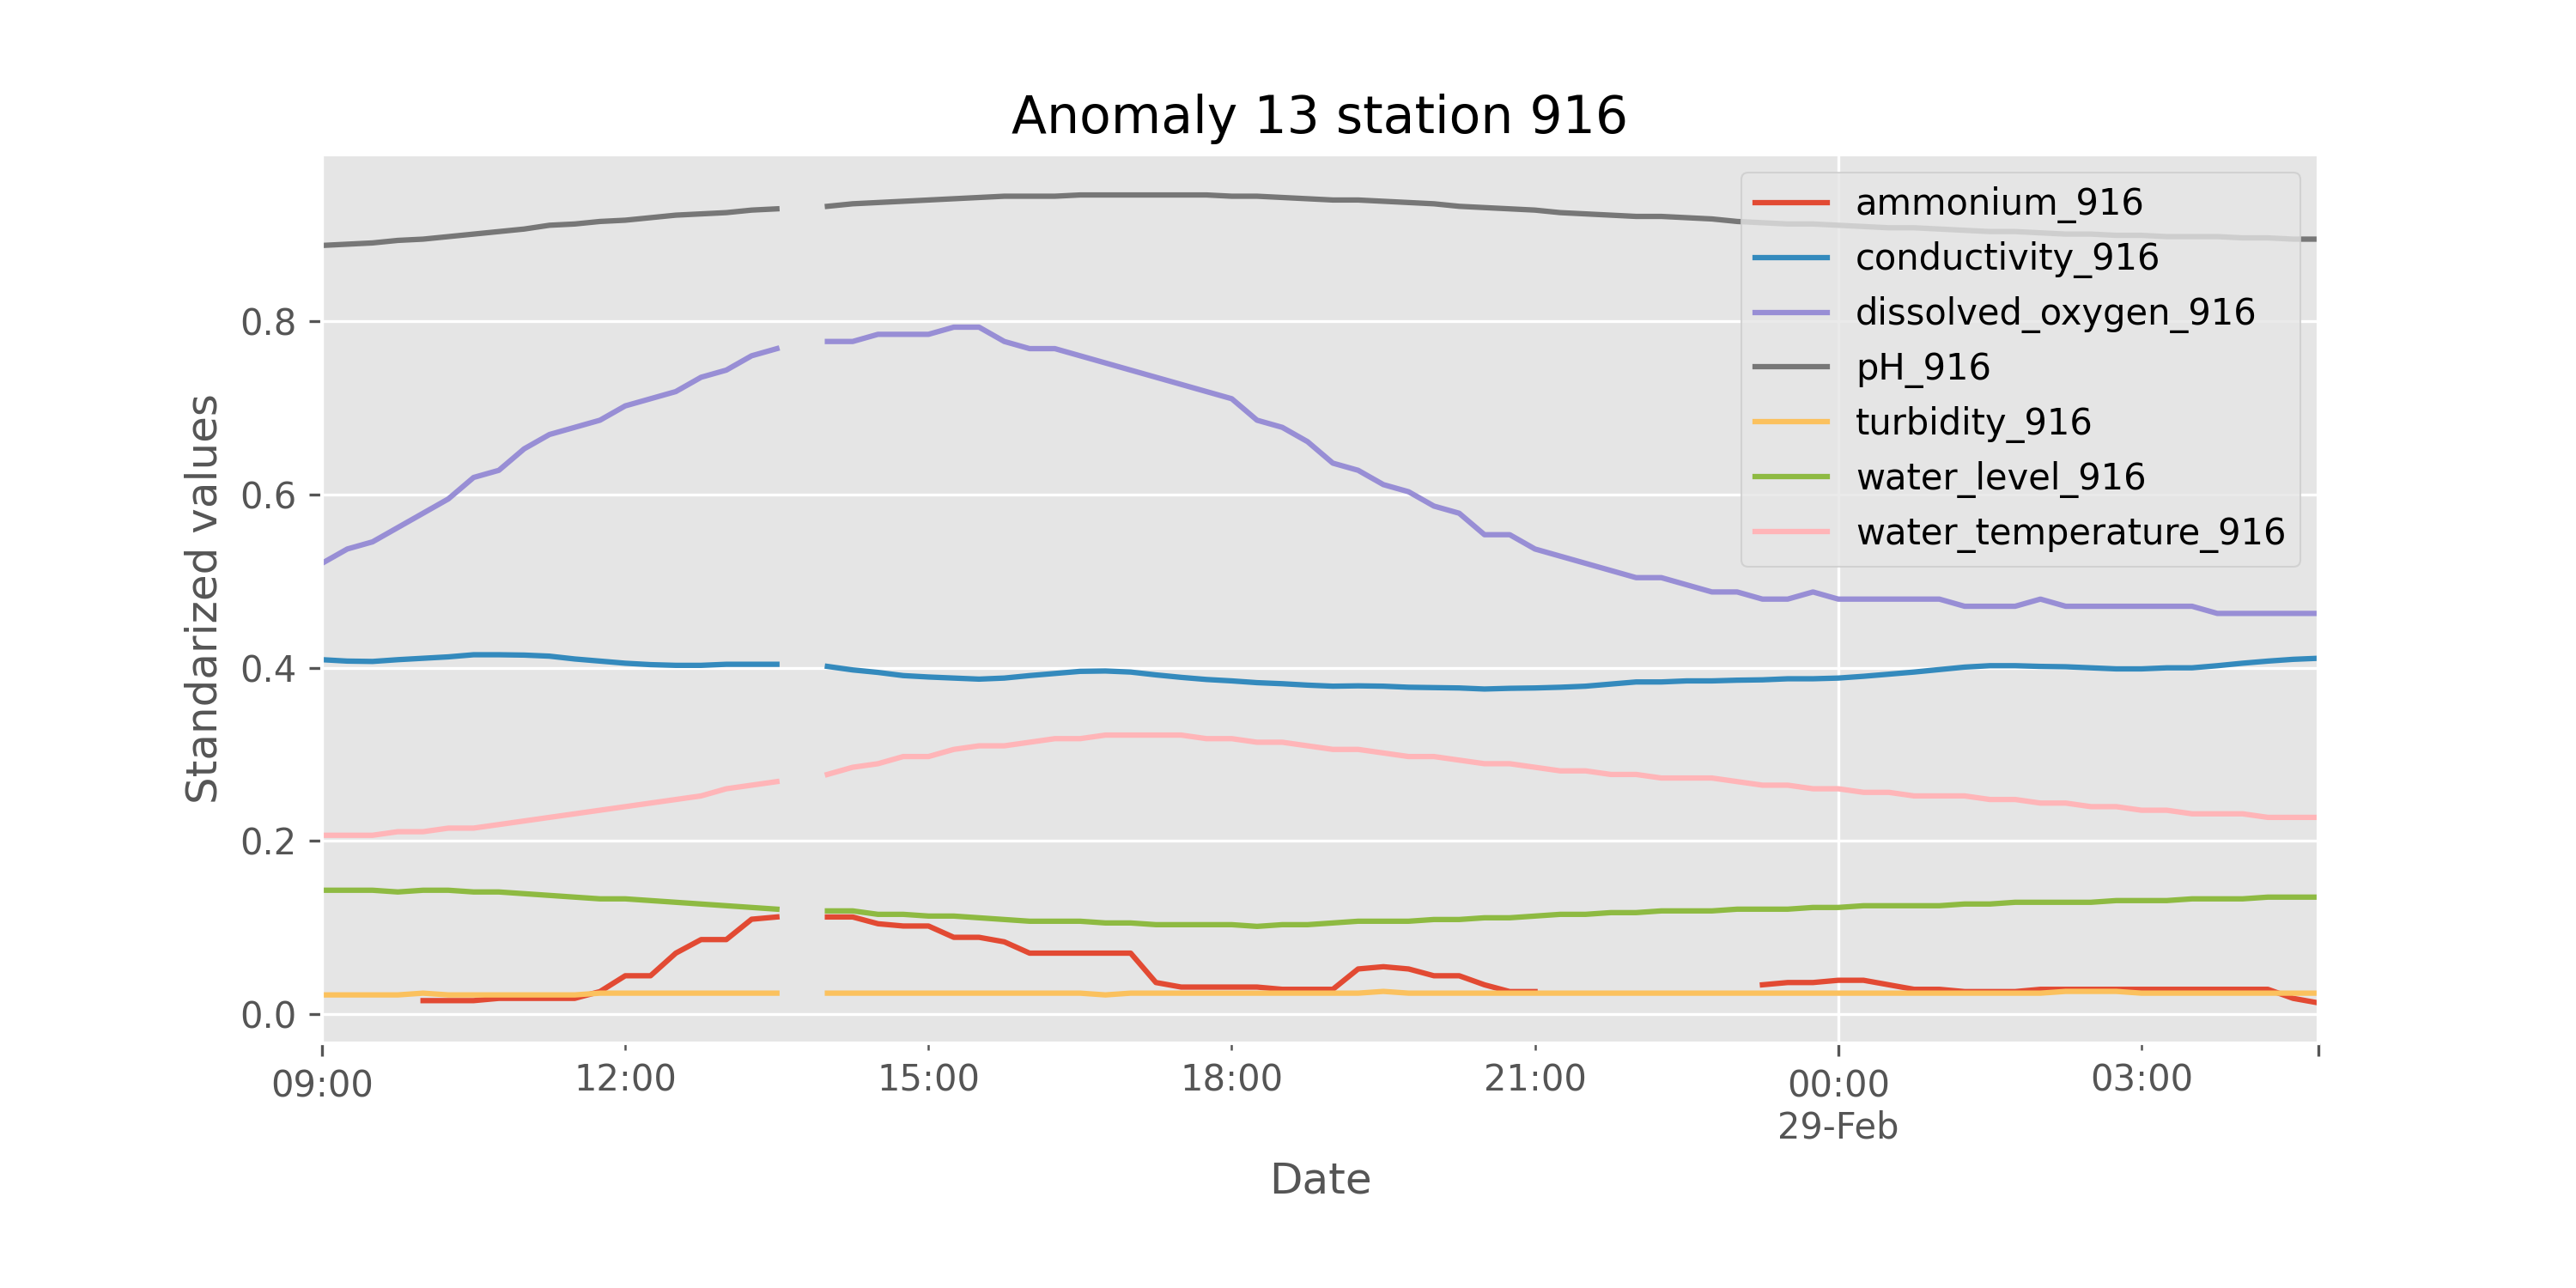 Anomaly 13 station 916
ammonium_916
conductivity_916
dissolved_oxygen_916
pH_916
turbidity_916
water_level_916
water_temperature_916
Standarized values
0.8
0.6
0.4
0.2
0.0
09:00 12:00 15:00 18:00 21:00 00:00 03:00
29-Feb
Date